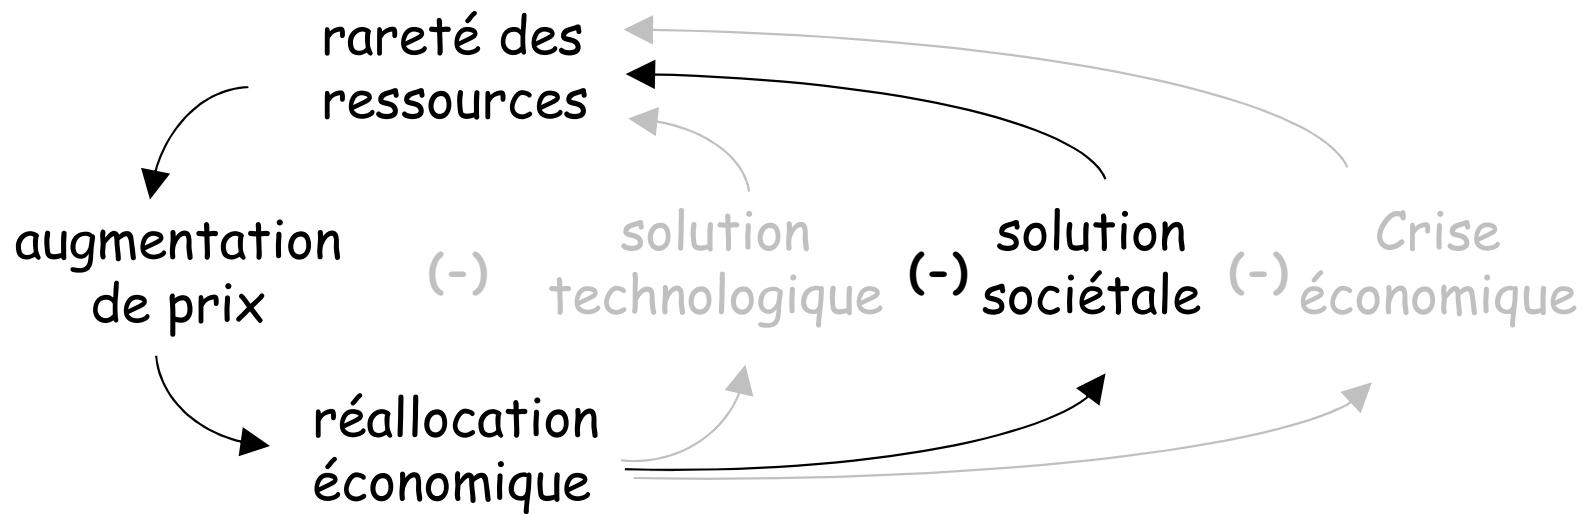 rareté des
ressources
augmentation
de prix
(-)
solution
technologique
(-)
solution
sociétale
(-)
Crise
économique
réallocation
économique